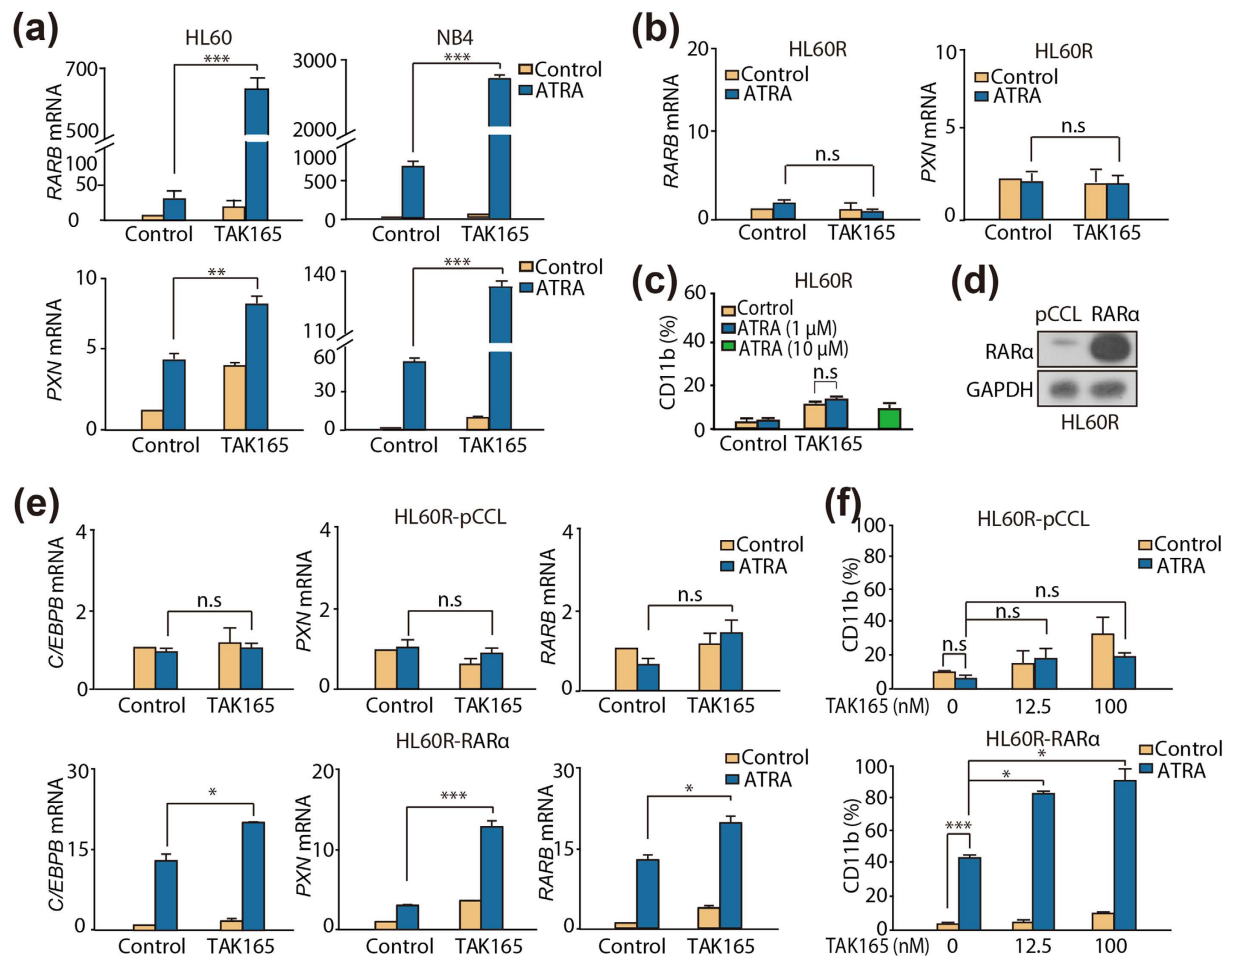 (a)
HL60
NB4
RARB mRNA
700
500
100
50
0
***
Control TAK165
3000
2000
1000
500
0
***
Control
ATRA
Control TAK165
PXN mRNA
10
5
0
**
Control TAK165
140
110
60
30
0
***
Control
ATRA
Control TAK165
(b)
HL60R
RARB mRNA
20
10
0
Control
ATRA
n.s
Control TAK165
HL60R
PXN mRNA
10
5
0
Control
ATRA
n.s
Control TAK165
(c)
HL60R
CD11b (%)
60
40
20
0
Cortrol
ATRA (1 μM)
ATRA (10 μM)
n.s
Control TAK165
(d)
pCCL RARα
RARα
GAPDH
HL60R
(e)
HL60R-pCCL
C/EBPB mRNA
4
2
0
n.s
Control TAK165
PXN mRNA
4
2
0
n.s
Control TAK165
RARB mRNA
4
2
0
Control
ATRA
n.s
Control TAK165
HL60R-RARα
C/EBPB mRNA
30
15
0
*
Control TAK165
PXN mRNA
20
10
0
***
Control TAK165
RARB mRNA
30
15
0
Control
ATRA
*
Control TAK165
(f)
HL60R-pCCL
CD11b (%)
100
80
60
40
20
0
Control
ATRA
n.s
n.s
n.s
TAK165 (nM) 0 12.5 100
HL60R-RARα
CD11b (%)
100
80
60
40
20
0
Control
ATRA
*
*
***
TAK165 (nM) 0 12.5 100